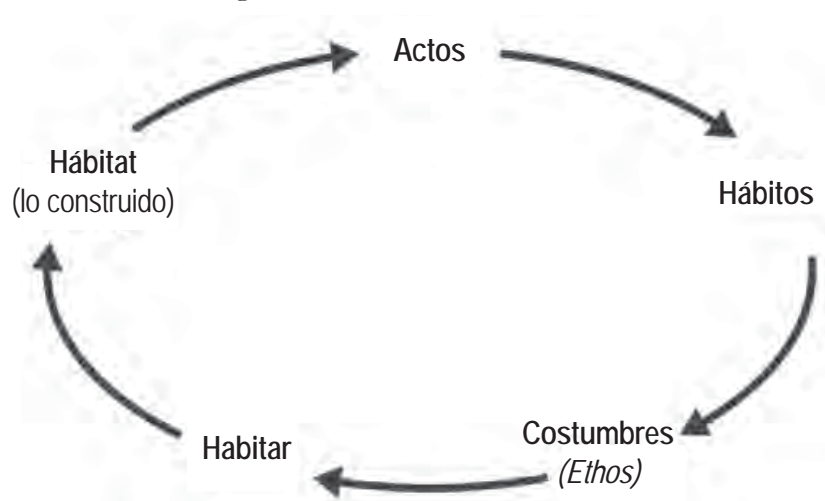 Actos
Hábitos
Costumbres
(Ethos)
Habitar
Hábitat
(lo construido)